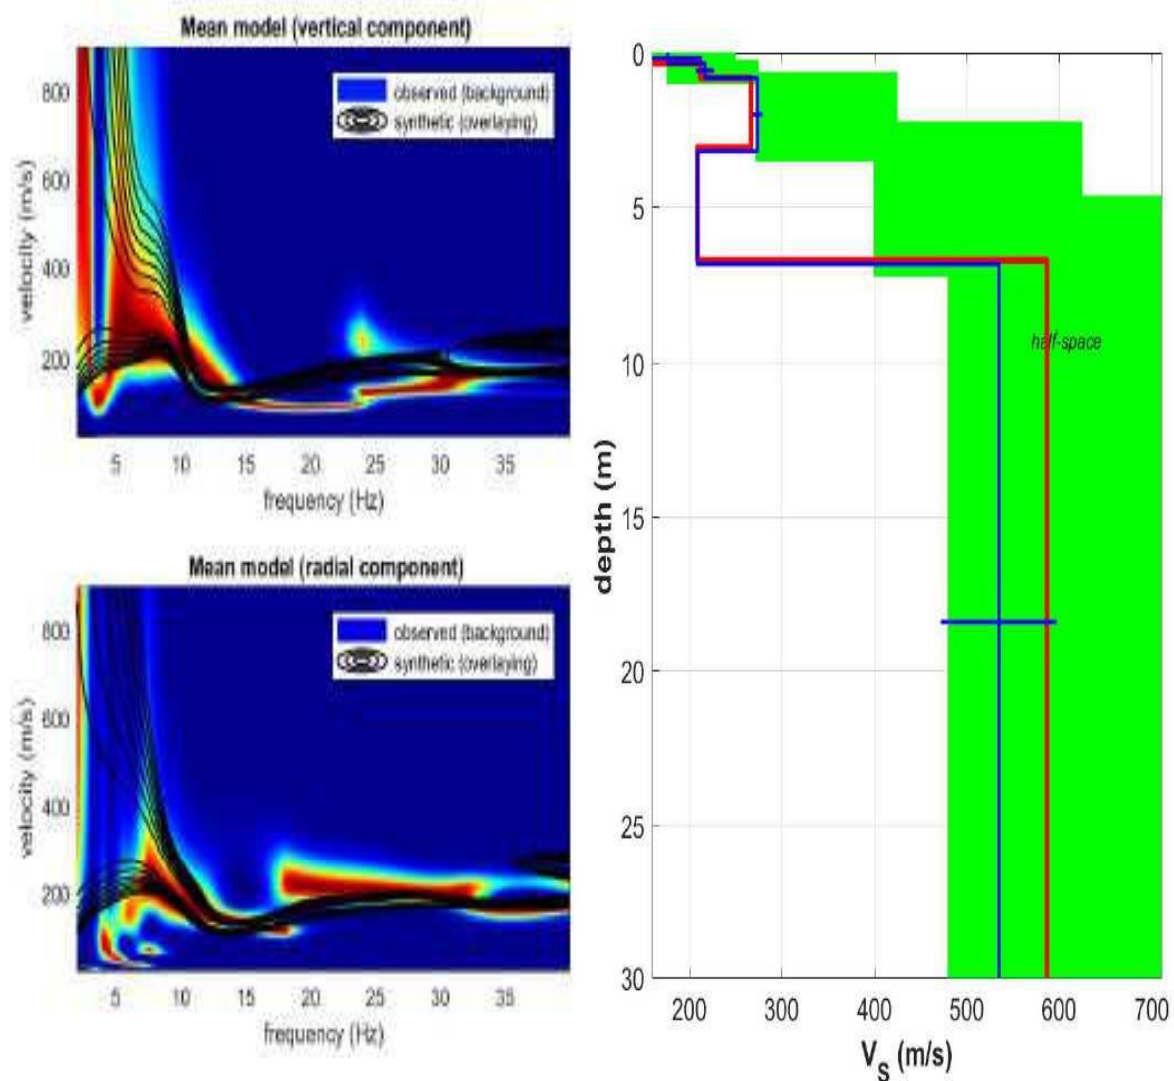 Mean model (vertical component)
800
600
400
200
velocity (m/s)
observed (background)
synthetic (overlaying)
5 10 15 20 25 30 35
frequency (Hz)
Mean model (radial component)
800
600
400
200
velocity (m/s)
observed (background)
synthetic (overlaying)
5 10 15 20 25 30 35
frequency (Hz)
0
5
10
15
20
25
30
depth (m)
half-space
200 300 400 500 600 700
V_S (m/s)